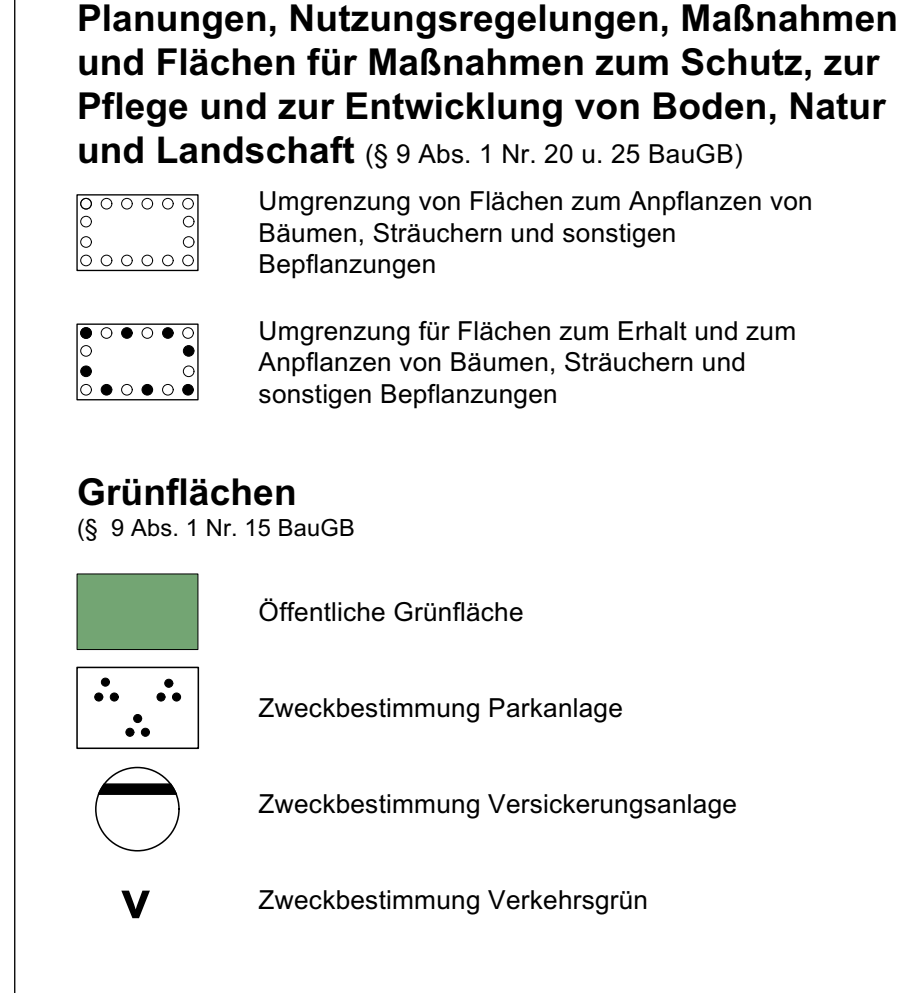 Planungen, Nutzungsregelungen, Maßnahmen
und Flächen für Maßnahmen zum Schutz, zur
Pflege und zur Entwicklung von Boden, Natur
und Landschaft (§ 9 Abs. 1 Nr. 20 u. 25 BauGB)
Umgrenzung von Flächen zum Anpflanzen von
Bäumen, Sträuchern und sonstigen
Bepflanzungen
Umgrenzung für Flächen zum Erhalt und zum
Anpflanzen von Bäumen, Sträuchern und
sonstigen Bepflanzungen
Grünflächen
(§ 9 Abs. 1 Nr. 15 BauGB
Öffentliche Grünfläche
Zweckbestimmung Parkanlage
Zweckbestimmung Versickerungsanlage
V Zweckbestimmung Verkehrsgrün